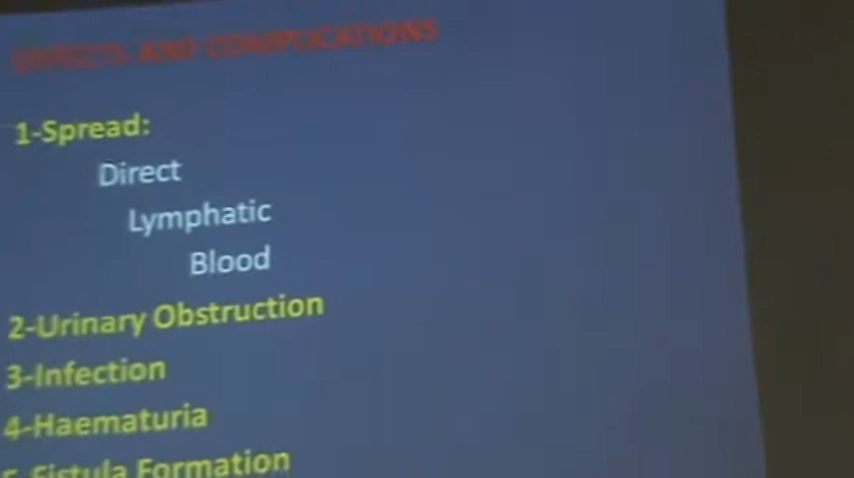 EFFECTS AND COMPLICATIONS
1-Spread:
Direct
Lymphatic
Blood
2-Urinary Obstruction
3-Infection
4-Haematuria
5-Fistula Formation